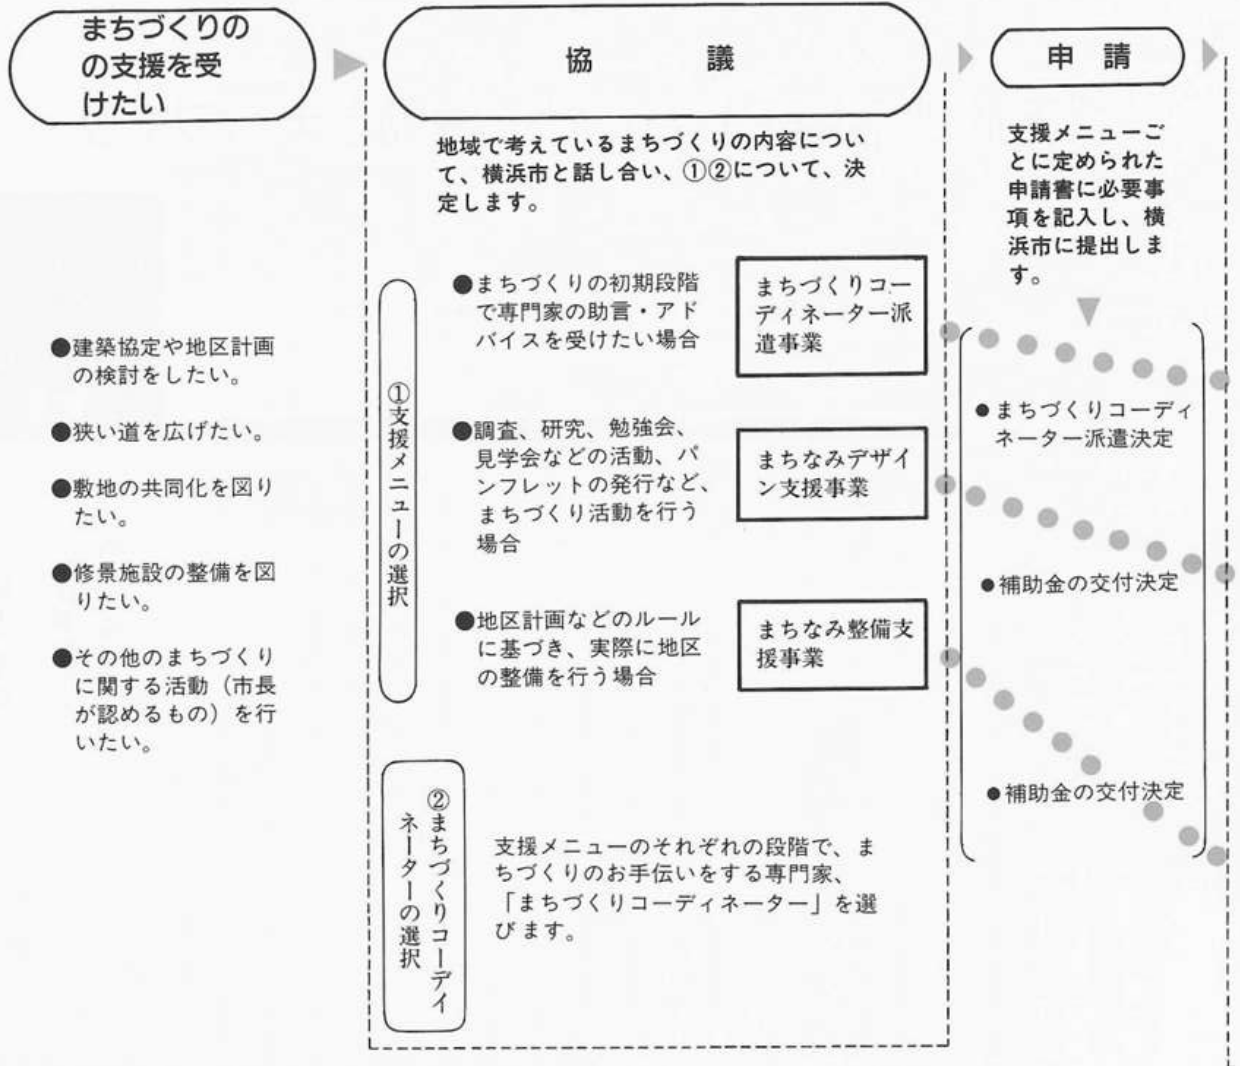 まちづくりの
の支援を受
けたい
●建築協定や地区計画
の検討をしたい。
●狭い道を広げたい。
●敷地の共同化を図り
たい。
●修景施設の整備を図
りたい。
●その他のまちづくり
に関する活動（市長
が認めるもの）を行
いたい。
協議
地域で考えているまちづくりの内容につい
て、横浜市と話し合い、①②について、決
定します。
①支援メニューの選択
●まちづくりの初期段階
で専門家の助言・アド
バイスを受けたい場合
まちづくりコー
ディネーター派
遣事業
●調査、研究、勉強会、
見学会などの活動、パ
ンフレットの発行など、
まちづくり活動を行う
場合
まちなみデザイ
ン支援事業
●地区計画などのルール
に基づき、実際に地区
の整備を行う場合
まちなみ整備支
援事業
②まちづくりコーディ
ネーターの選択
支援メニューのそれぞれの段階で、ま
ちづくりのお手伝いをする専門家、
「まちづくりコーディネーター」を選
びます。
申請
支援メニューご
とに定められた
申請書に必要事
項を記入し、横
浜市に提出しま
す。
●まちづくりコーディ
ネーター派遣決定
●補助金の交付決定
●補助金の交付決定